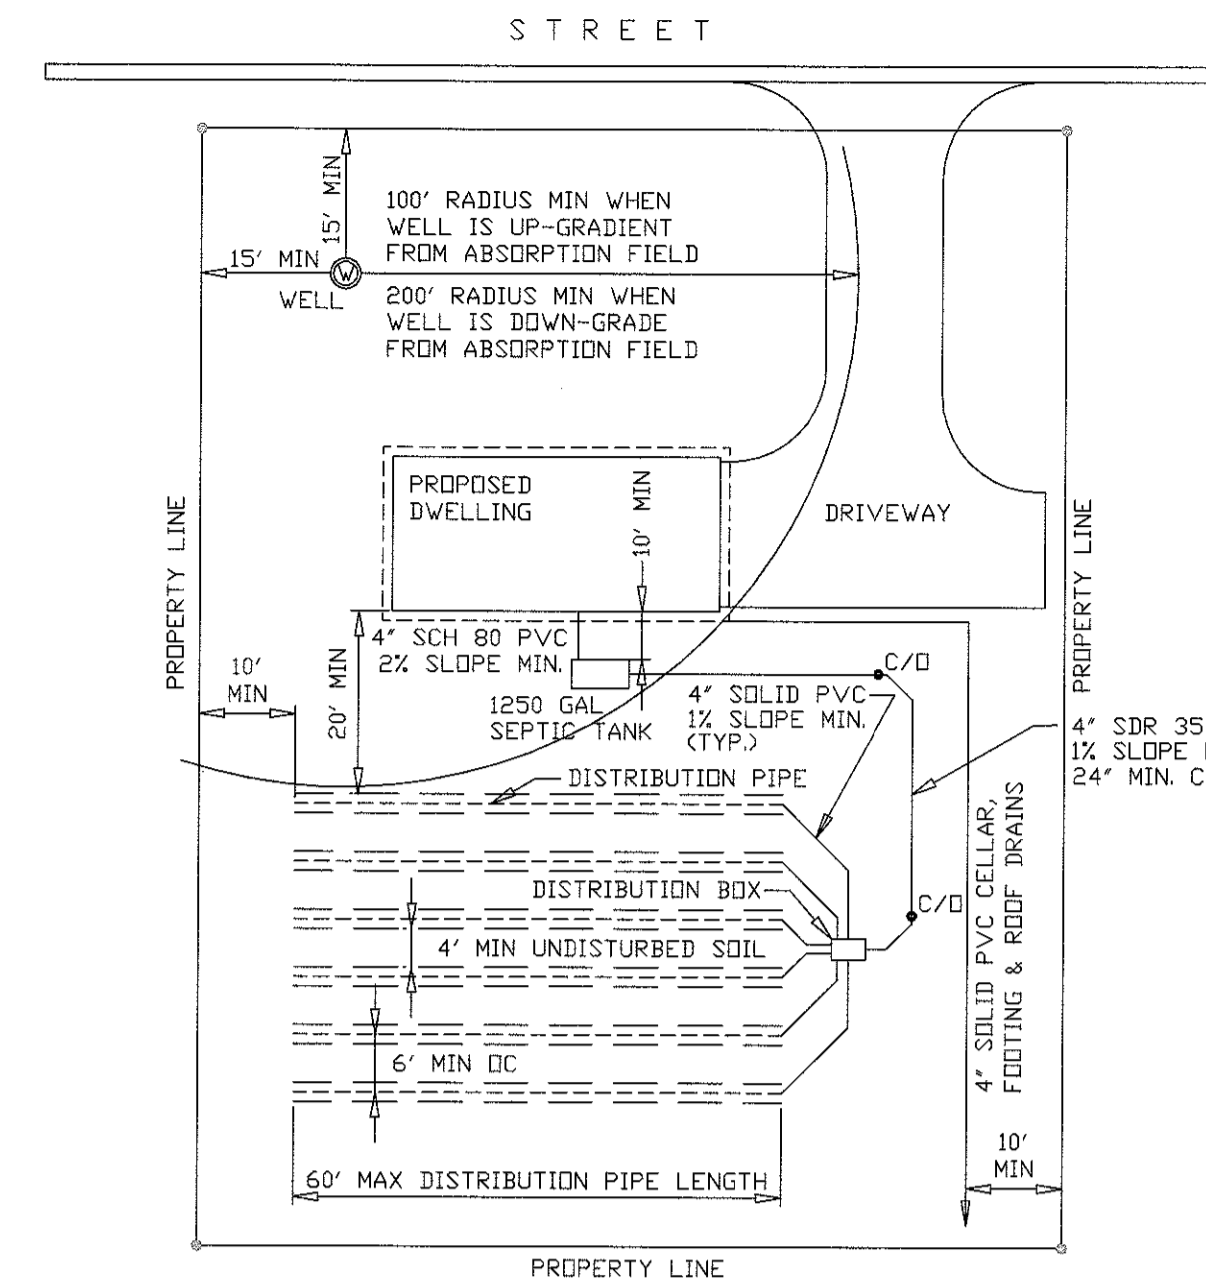 STREET
15' MIN
15' MIN
W
WELL
100' RADIUS MIN WHEN
WELL IS UP-GRADIENT
FROM ABSORPTION FIELD
200' RADIUS MIN WHEN
WELL IS DOWN-GRADE
FROM ABSORPTION FIELD
PROPOSED
DWELLING
10' MIN
DRIVEWAY
PROPERTY LINE
PROPERTY LINE
4" SCH 80 PVC
2% SLOPE MIN.
10'
MIN
20' MIN
1250 GAL
SEPTIC TANK
C/O
4" SOLID PVC
1% SLOPE MIN.
(TYP.)
4" SDR 35
1% SLOPE
24" MIN. C
DISTRIBUTION PIPE
DISTRIBUTION BOX
C/O
4' MIN UNDISTURBED SOIL
4" SOLID PVC CELLAR,
FOOTING & ROOF DRAINS
6' MIN OC
10'
MIN
60' MAX DISTRIBUTION PIPE LENGTH
PROPERTY LINE